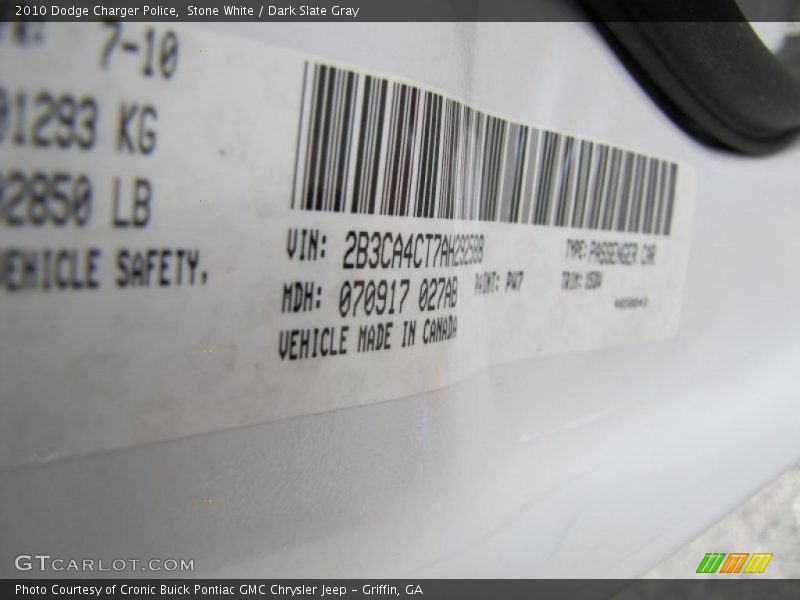 2010 Dodge Charger Police, Stone White / Dark Slate Gray
7-10
01293 KG
02850 LB
VEHICLE SAFETY.
VIN: 2B3CA4CT7AH292508
MDH: 070917 027AB
PAINT: PW7
VEHICLE MADE IN CANADA
TYPE: PASSENGER CAR
TRIM:
GTCARLOT.COM
Photo Courtesy of Cronic Buick Pontiac GMC Chrysler Jeep - Griffin, GA